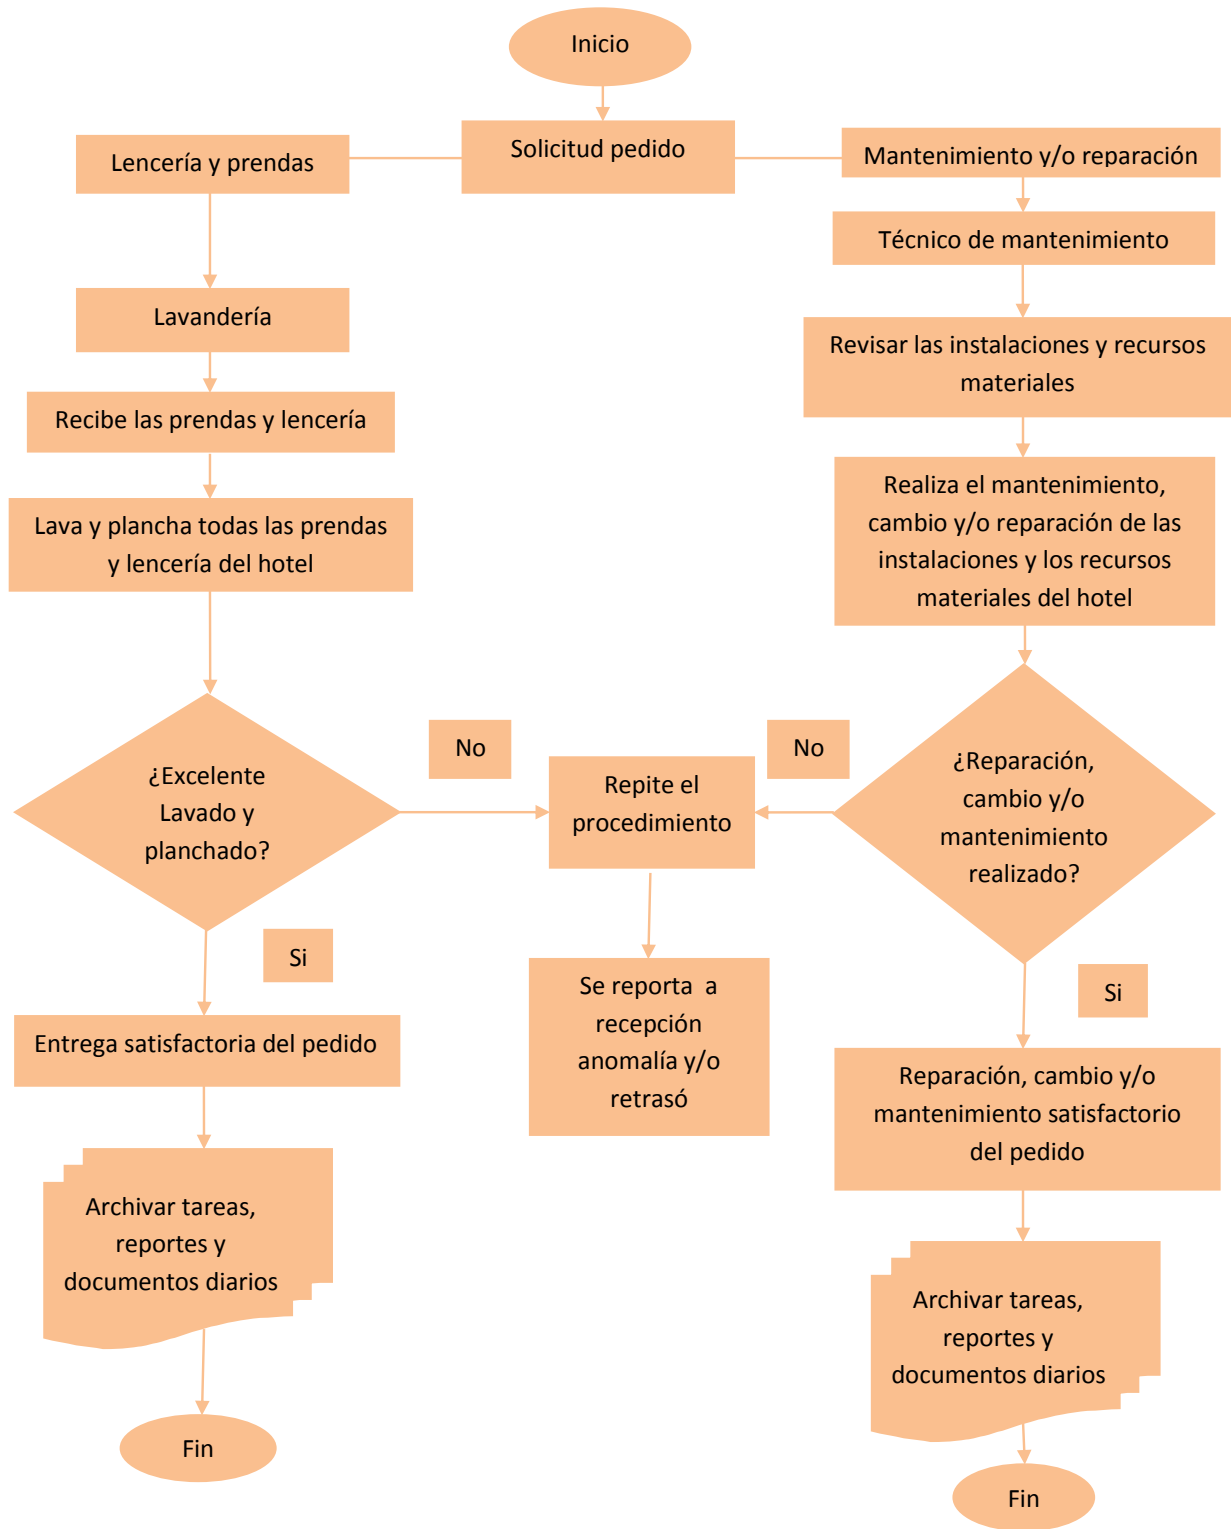 Inicio
Solicitud pedido
Lencería y prendas
Mantenimiento y/o reparación
Técnico de mantenimiento
Lavandería
Revisar las instalaciones y recursos
materiales
Recibe las prendas y lencería
Realiza el mantenimiento,
cambio y/o reparación de las
instalaciones y los recursos
materiales del hotel
Lava y plancha todas las prendas
y lencería del hotel
¿Excelente
Lavado y
planchado?
No
Repite el
procedimiento
No
¿Reparación,
cambio y/o
mantenimiento
realizado?
Si
Se reporta  a
recepción
anomalía y/o
retrasó
Si
Entrega satisfactoria del pedido
Reparación, cambio y/o
mantenimiento satisfactorio
del pedido
Archivar tareas,
reportes y
documentos diarios
Archivar tareas,
reportes y
documentos diarios
Fin
Fin